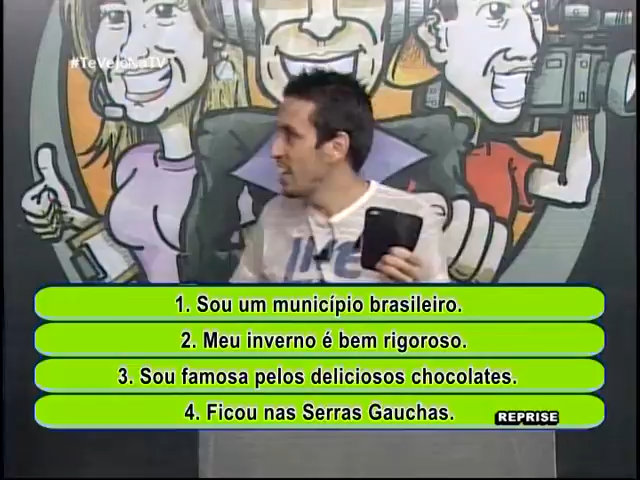 #TeVejoNaTV
LIVE
1. Sou um município brasileiro.
2. Meu inverno é bem rigoroso.
3. Sou famosa pelos deliciosos chocolates.
4. Ficou nas Serras Gauchas.
REPRISE